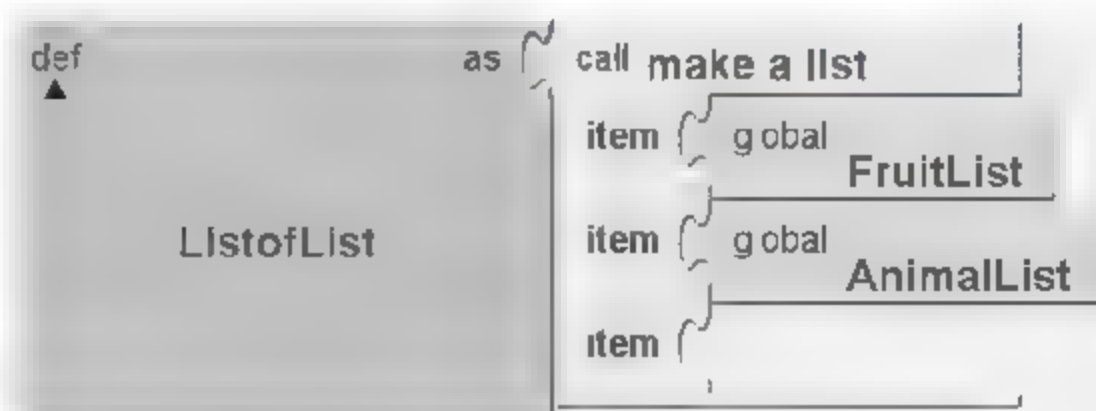 def as call make a list
item global
FruitList
ListofList item global
AnimalList
item